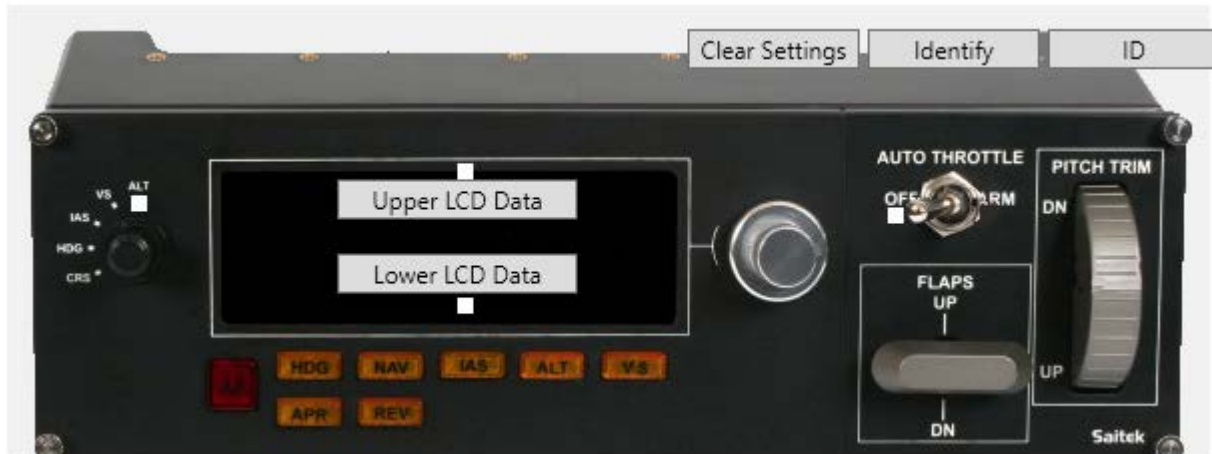 Clear Settings
Identify
ID
AUTO THROTTLE
OFF
ARM
PITCH TRIM
DN
UP
ALT
VS
IAS
HDG
CRS
Upper LCD Data
Lower LCD Data
FLAPS
UP
DN
HDG
NAV
IAS
ALT
VS
APR
REV
Saitek